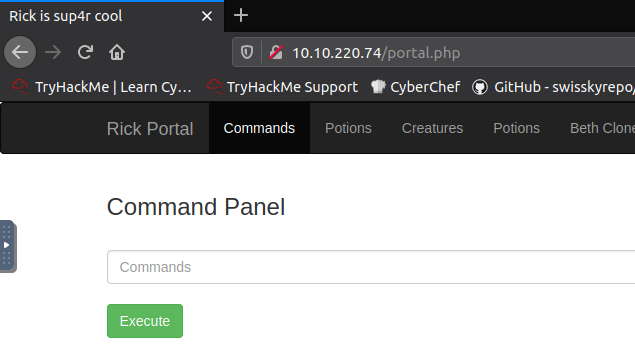 Rick is sup4r cool
10.10.220.74/portal.php
TryHackMe | Learn Cy… TryHackMe Support CyberChef GitHub - swisskyrepo/
Rick Portal Commands Potions Creatures Potions Beth Clone
Command Panel
Commands
Execute